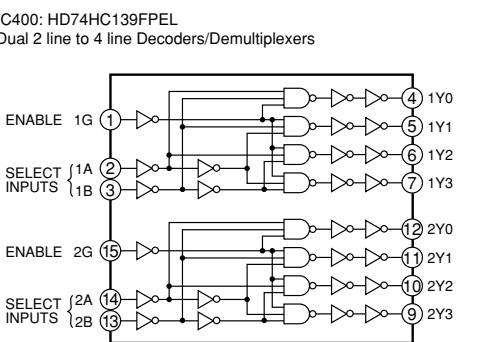 C400: HD74HC139FPEL
Dual 2 line to 4 line Decoders/Demultiplexers
4 1Y0
ENABLE 1G 1
5 1Y1
6 1Y2
SELECT INPUTS
1A 2
1B 3
7 1Y3
12 2Y0
ENABLE 2G 15
11 2Y1
10 2Y2
SELECT INPUTS
2A 14
2B 13
9 2Y3